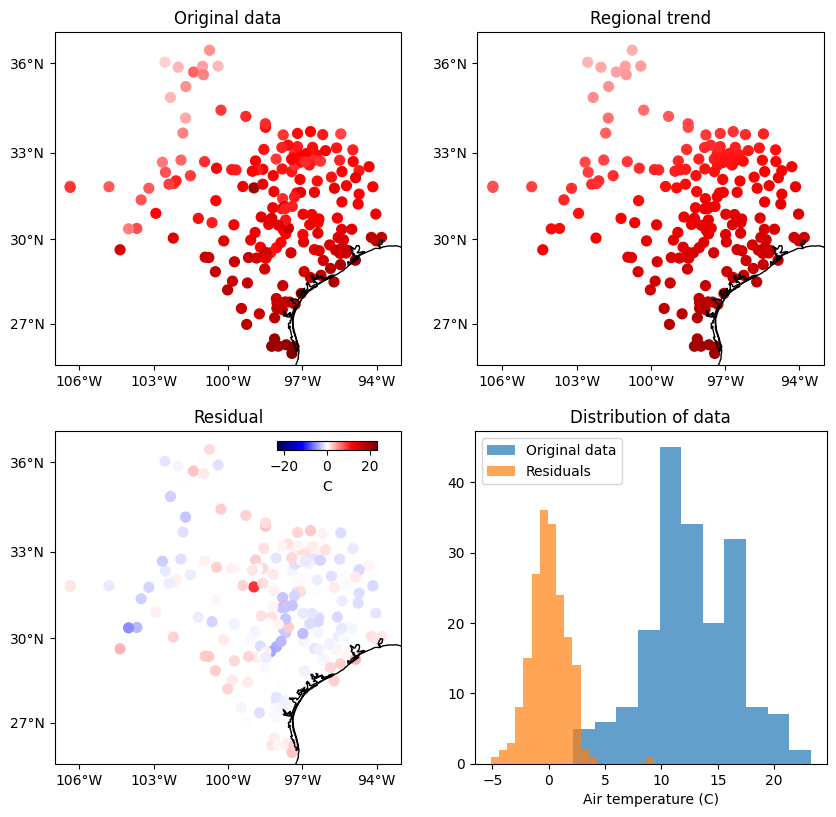 Original data
36°N
33°N
30°N
27°N
106°W 103°W 100°W 97°W 94°W
Regional trend
36°N
33°N
30°N
27°N
106°W 103°W 100°W 97°W 94°W
Residual
−20 0 20
C
36°N
33°N
30°N
27°N
106°W 103°W 100°W 97°W 94°W
Distribution of data
Original data
Residuals
40
30
20
10
0
−5 0 5 10 15 20
Air temperature (C)